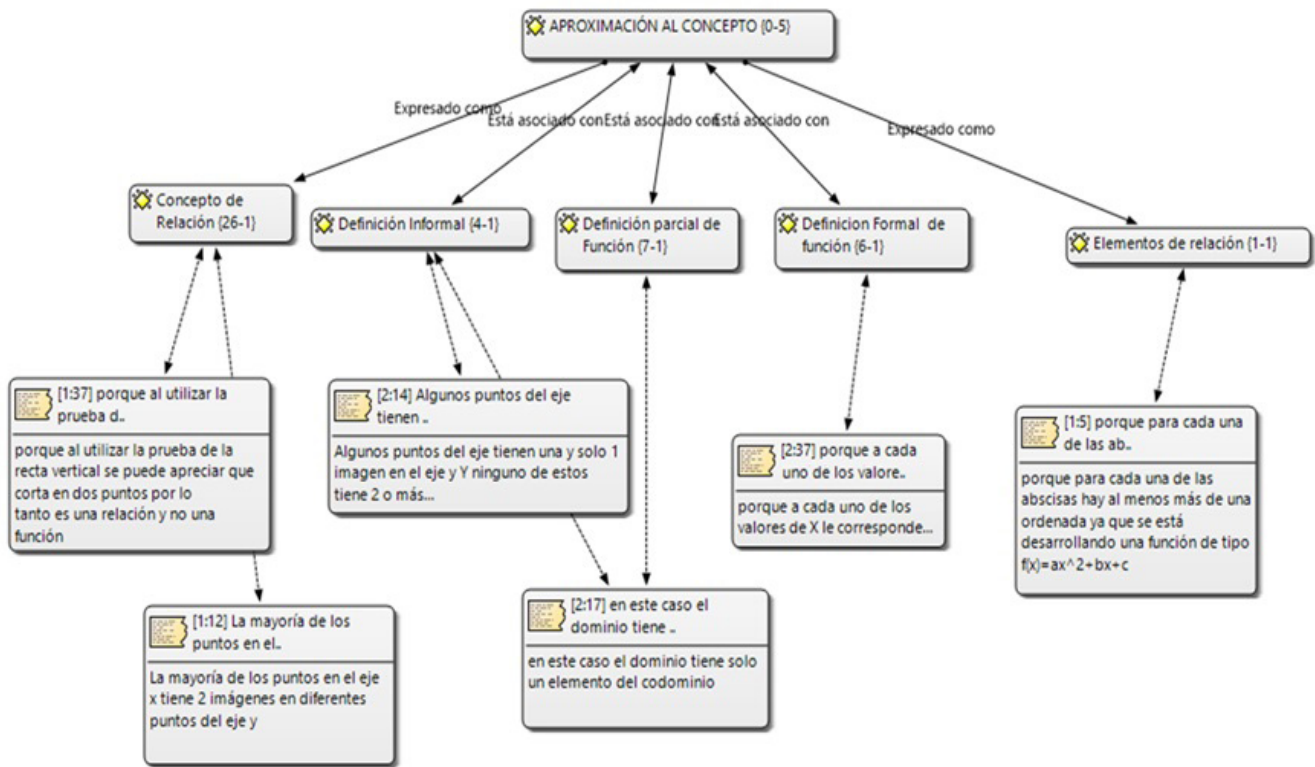 APROXIMACIÓN AL CONCEPTO {0-5}
Expresado como
Está asociado con
Está asociado con
Está asociado con
Expresado como
Concepto de
Relación {26-1}
Definición Informal {4-1}
Definición parcial de
Función {7-1}
Definicion Formal de
función {6-1}
Elementos de relación {1-1}
[1:37] porque al utilizar la
prueba d..
porque al utilizar la prueba de la
recta vertical se puede apreciar que
corta en dos puntos por lo
tanto es una relación y no una
función
[2:14] Algunos puntos del eje
tienen ..
Algunos puntos del eje tienen una y solo 1
imagen en el eje y Y ninguno de estos
tiene 2 o más...
[2:37] porque a cada
uno de los valore..
porque a cada uno de los
valores de X le corresponde...
[1:5] porque para cada una
de las ab..
porque para cada una de las
abscisas hay al menos más de una
ordenada ya que se está
desarrollando una función de tipo
f(x)=ax^2+bx+c
[1:12] La mayoría de los
puntos en el..
La mayoría de los puntos en el eje
x tiene 2 imágenes en diferentes
puntos del eje y
[2:17] en este caso el
dominio tiene ..
en este caso el dominio tiene solo
un elemento del codominio